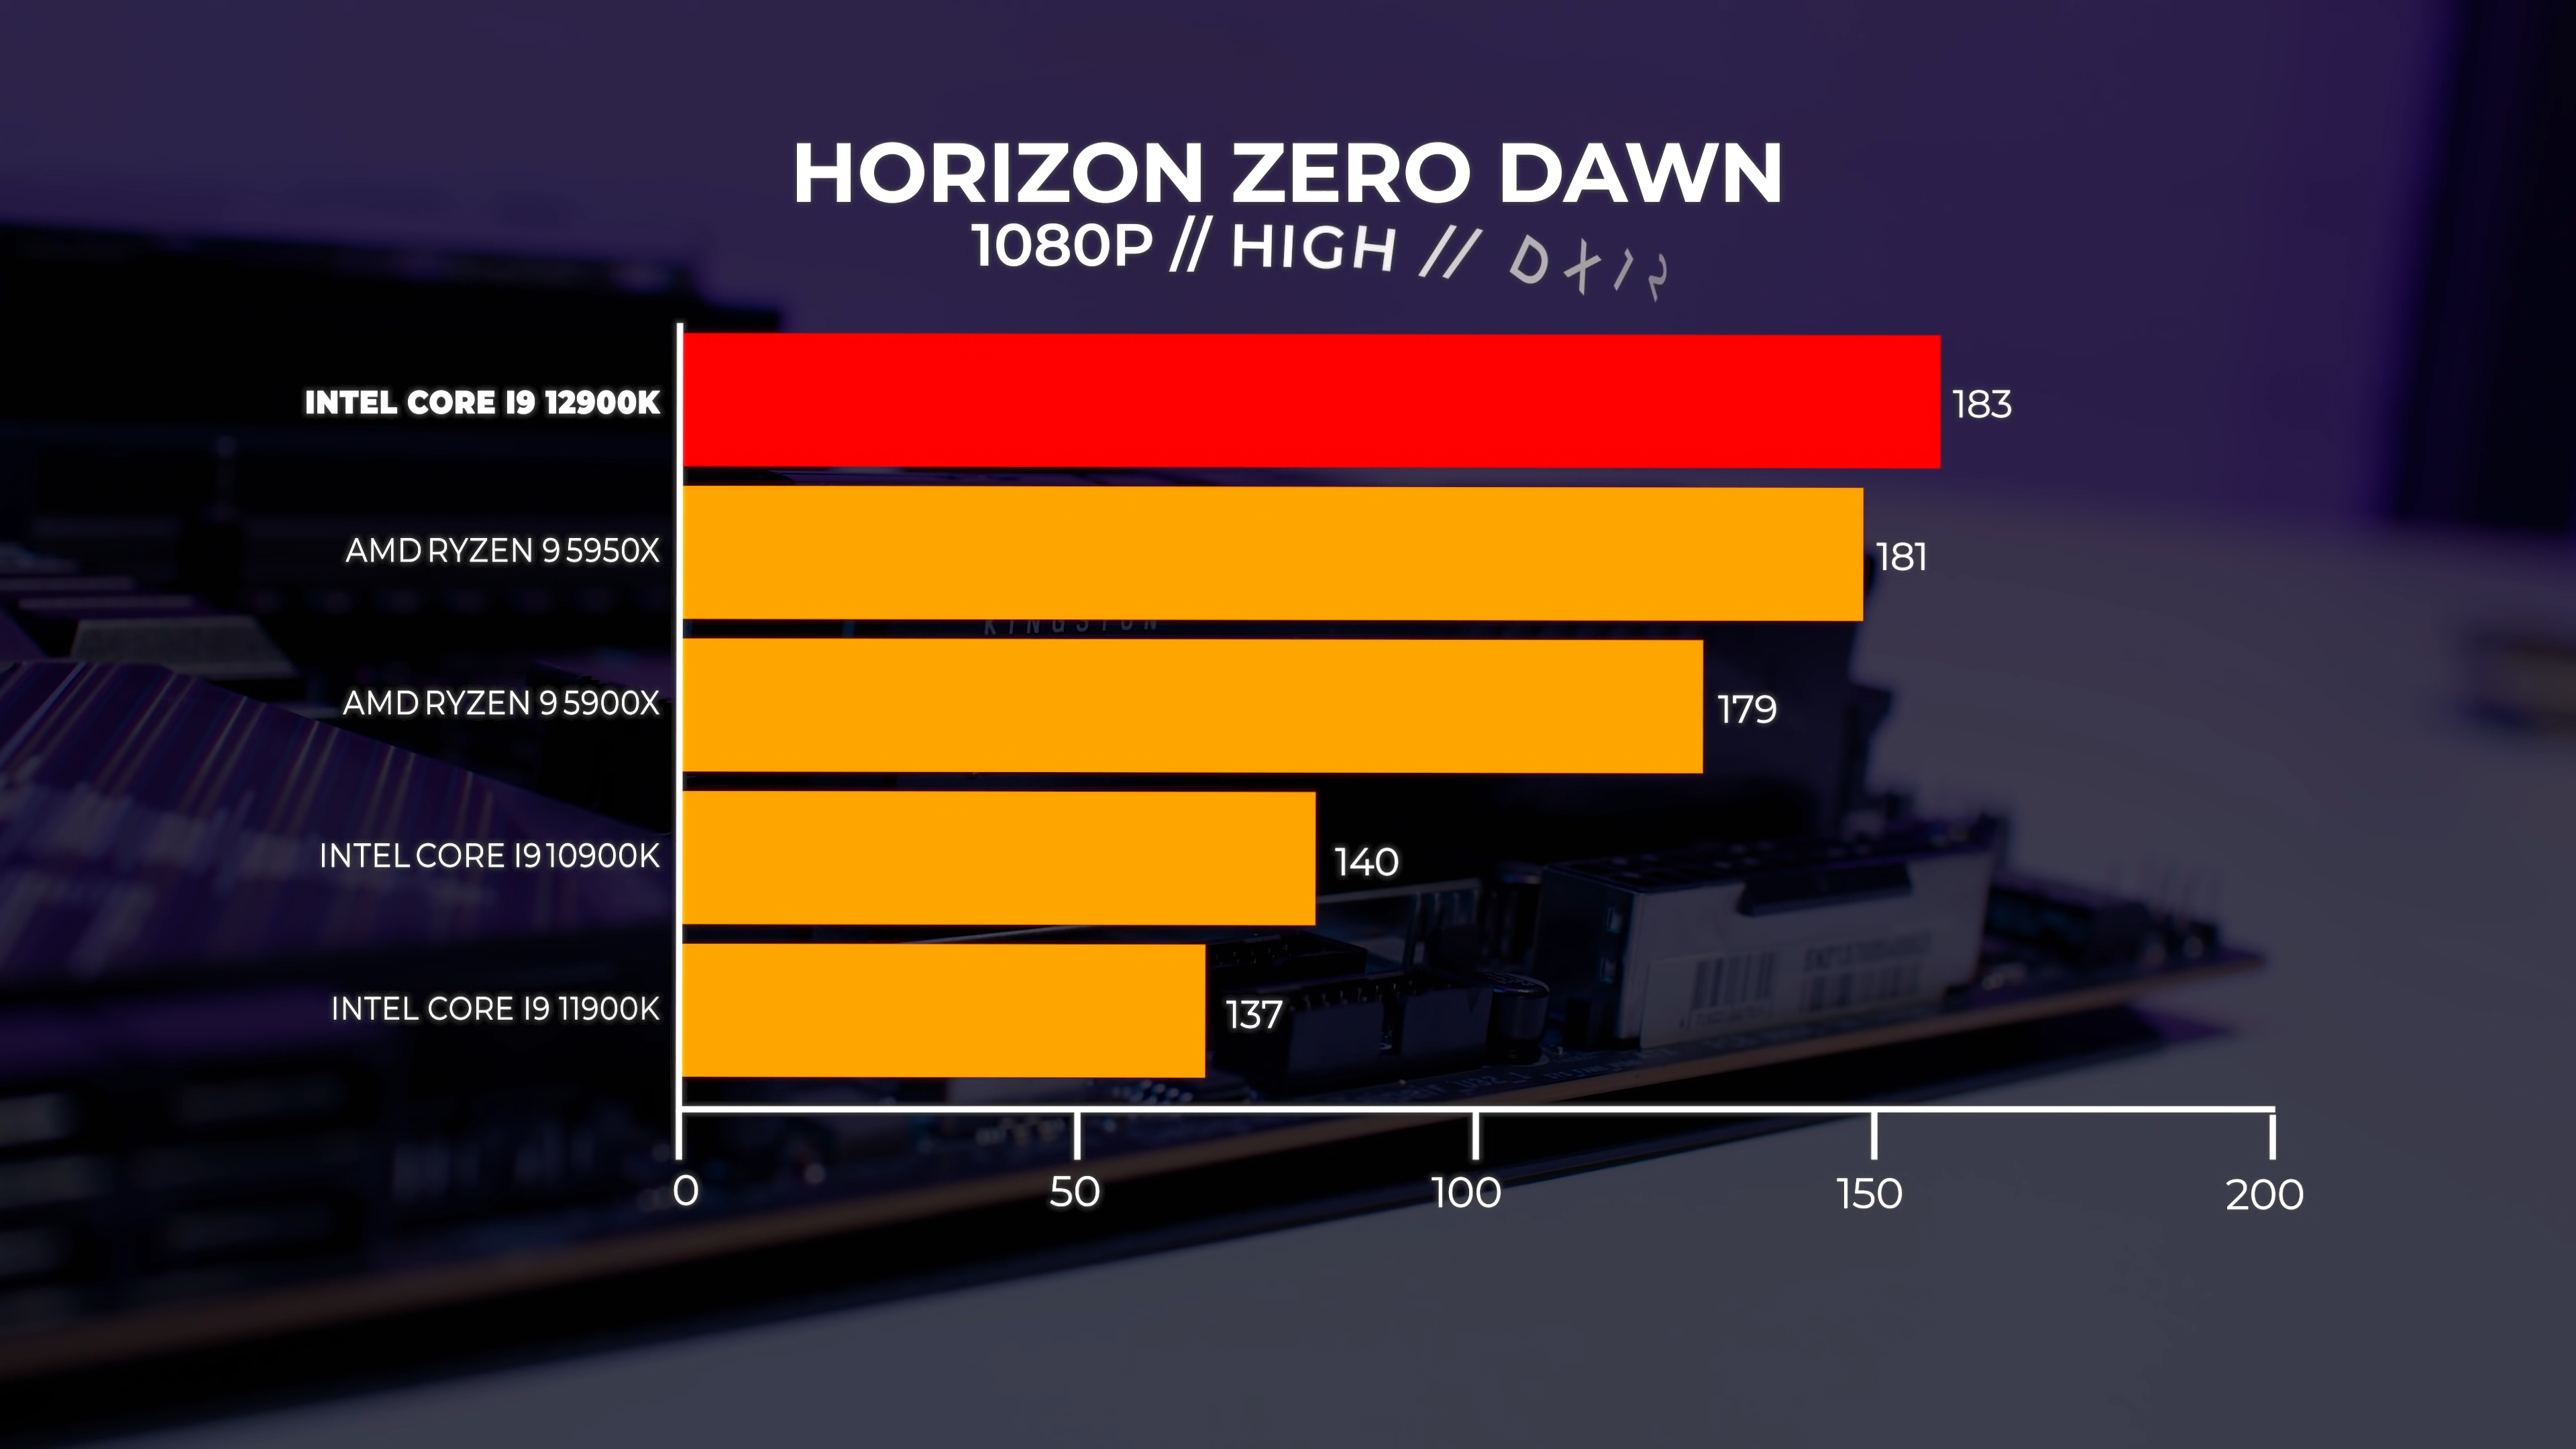 HORIZON ZERO DAWN
1080P // HIGH // DX12
INTEL CORE I9 12900K 183
AMD RYZEN 9 5950X 181
KINGSTON
AMD RYZEN 9 5900X 179
INTEL CORE I9 10900K 140
INTEL CORE I9 11900K 137
0 50 100 150 200